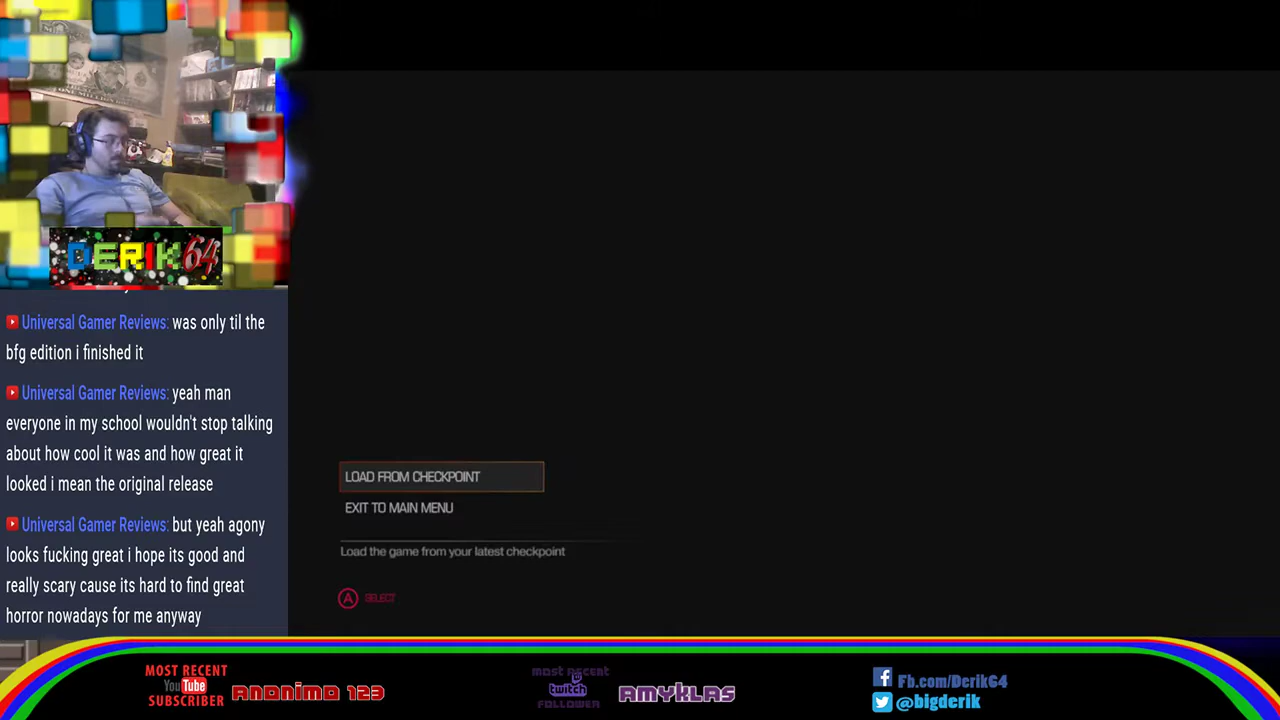 DERIK64
Universal Gamer Reviews: was only til the
bfg edition i finished it
Universal Gamer Reviews: yeah man
everyone in my school wouldn't stop talking
about how cool it was and how great it
looked i mean the original release
Universal Gamer Reviews: but yeah agony
looks fucking great i hope its good and
really scary cause its hard to find great
horror nowadays for me anyway
LOAD FROM CHECKPOINT
EXIT TO MAIN MENU
Load the game from your latest checkpoint
A SELECT
MOST RECENT
YouTube
SUBSCRIBER
ANONIMO 123
MOST RECENT
twitch
FOLLOWER
AMYKLAS
Fb.com/Derik64
@bigderik